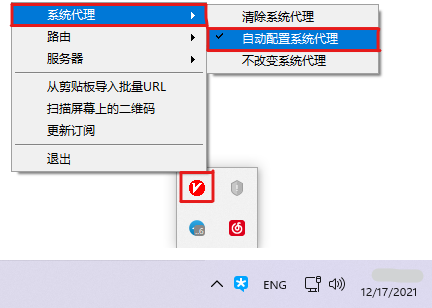 系统代理
清除系统代理
路由
自动配置系统代理
服务器
不改变系统代理
从剪贴板导入批量URL
扫描屏幕上的二维码
更新订阅
退出
ENG
12/17/2021